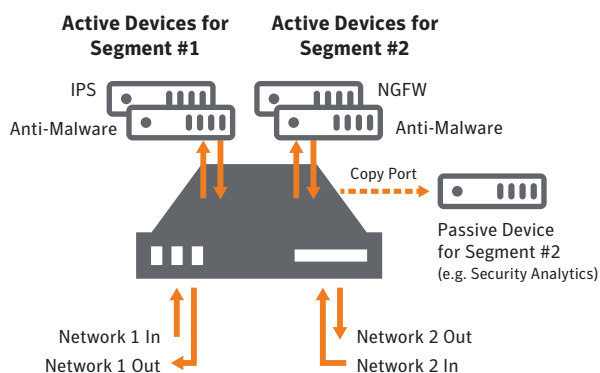 Active Devices for
Segment #1
Active Devices for
Segment #2
IPS
NGFW
Anti-Malware
Anti-Malware
Copy Port
Passive Device
for Segment #2
(e.g. Security Analytics)
Network 1 In
Network 2 Out
Network 1 Out
Network 2 In